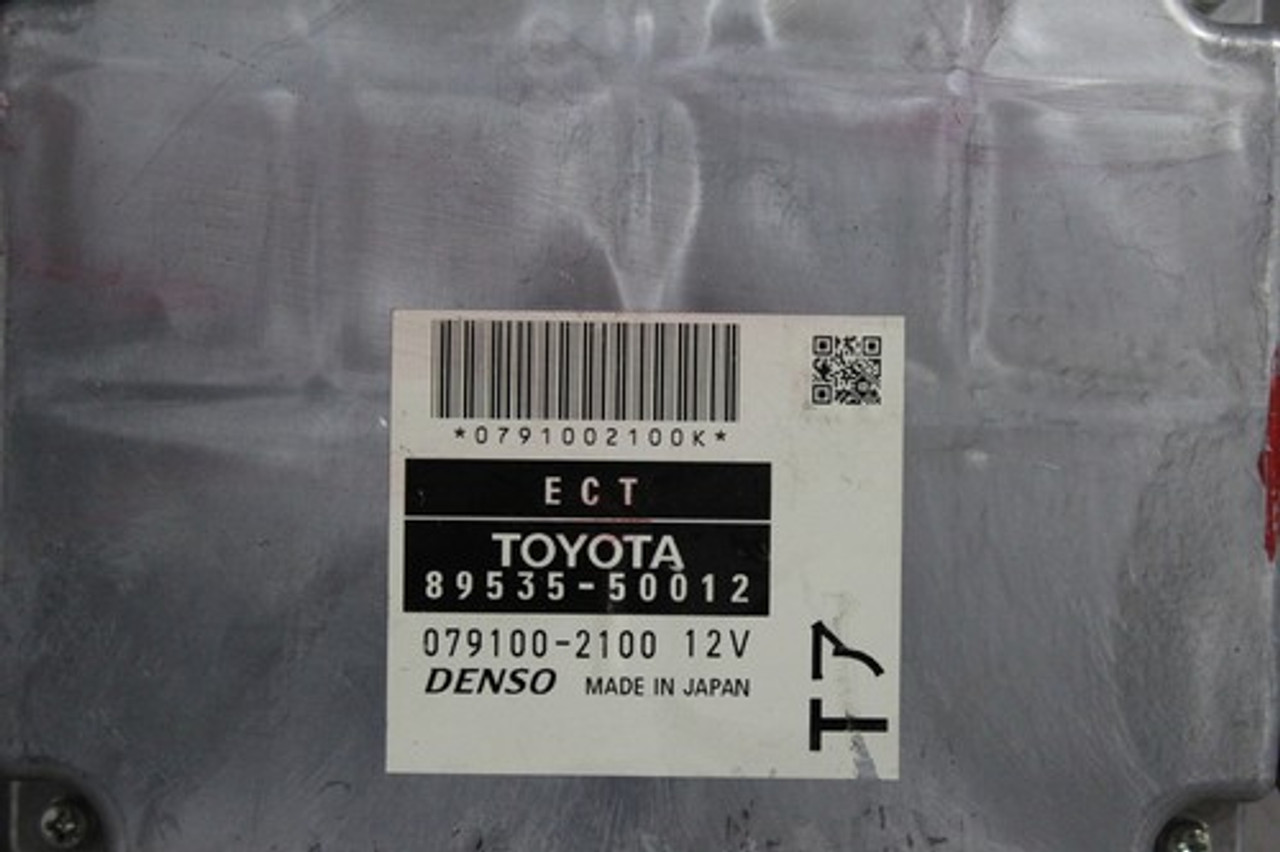 *0791002100K*
ECT
TOYOTA
89535-50012
079100-2100 12V
DENSO MADE IN JAPAN
T7